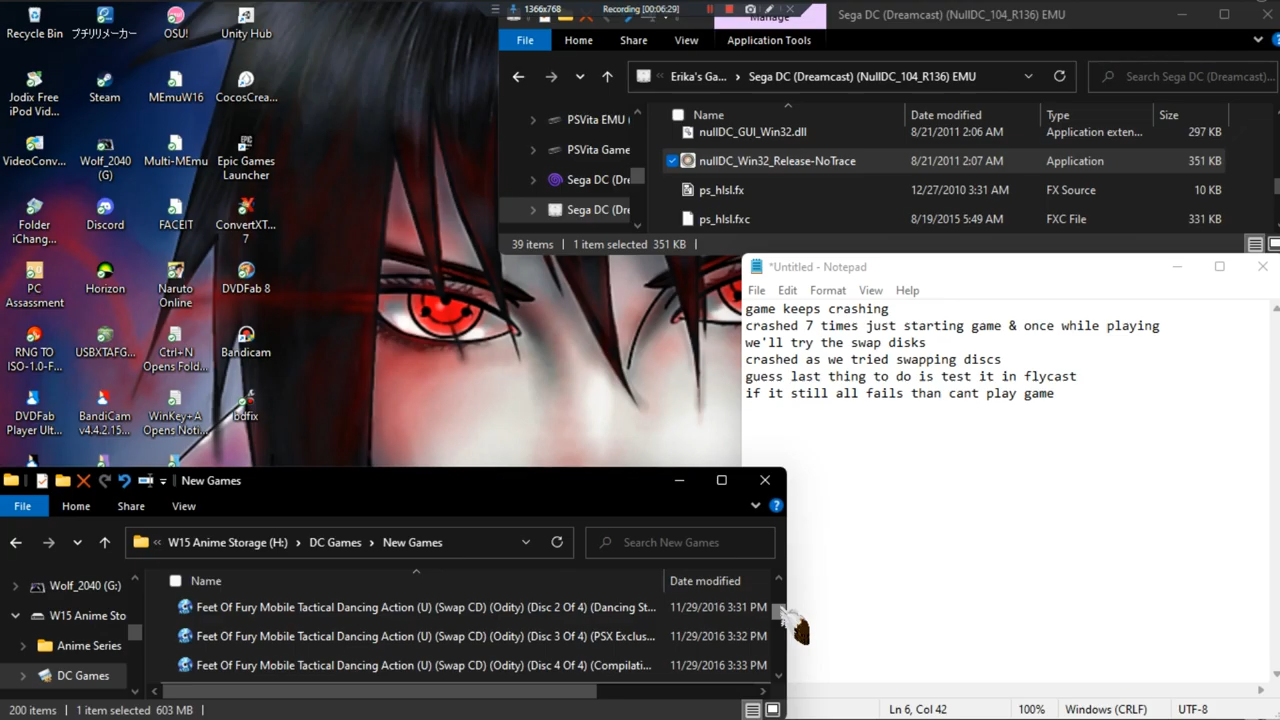 1366x768
Recording [00:06:29]
Manage
Sega DC (Dreamcast) (NullDC_104_R136) EMU
File
Home
Share
View
Application Tools
Erika's Ga...
Sega DC (Dreamcast) (NullDC_104_R136) EMU
Search Sega DC (Dreamcast)...
PSVita EMU (
PSVita Game
Sega DC (Dre
Sega DC (Dre
Name
Date modified
Type
Size
nullDC_GUI_Win32.dll
8/21/2011 2:06 AM
Application exten...
297 KB
nullDC_Win32_Release-NoTrace
8/21/2011 2:07 AM
Application
351 KB
ps_hlsl.fx
12/27/2010 3:31 AM
FX Source
10 KB
ps_hlsl.fxc
8/19/2015 5:49 AM
FXC File
331 KB
39 items
1 item selected 351 KB
Recycle Bin
プチリメーカー
OSU!
Unity Hub
Jodix Free
iPod Vid...
Steam
MEmuW16
CocosCrea...
VideoConv...
Wolf_2040
(G)
Multi-MEmu
Epic Games
Launcher
Folder
iChang...
Discord
FACEIT
ConvertXT...
7
PC
Assassment
Horizon
Naruto
Online
DVDFab 8
RNG TO
ISO-1.0-F...
USBXTAFG...
Ctrl+N
Opens Fold...
Bandicam
DVDFab
Player Ult...
BandiCam
v4.4.2.15...
WinKey+A
Opens Noti...
bdfix
*Untitled - Notepad
File
Edit
Format
View
Help
game keeps crashing
crashed 7 times just starting game & once while playing
we'll try the swap disks
crashed as we tried swapping discs
guess last thing to do is test it in flycast
if it still all fails than cant play game
Ln 6, Col 42
100%
Windows (CRLF)
UTF-8
New Games
File
Home
Share
View
W15 Anime Storage (H:)
DC Games
New Games
Search New Games
Wolf_2040 (G:)
W15 Anime Sto
Anime Series
DC Games
Name
Date modified
Feet Of Fury Mobile Tactical Dancing Action (U) (Swap CD) (Odity) (Disc 2 Of 4) (Dancing St...
11/29/2016 3:31 PM
Feet Of Fury Mobile Tactical Dancing Action (U) (Swap CD) (Odity) (Disc 3 Of 4) (PSX Exclus...
11/29/2016 3:32 PM
Feet Of Fury Mobile Tactical Dancing Action (U) (Swap CD) (Odity) (Disc 4 Of 4) (Compilati...
11/29/2016 3:33 PM
200 items
1 item selected 603 MB